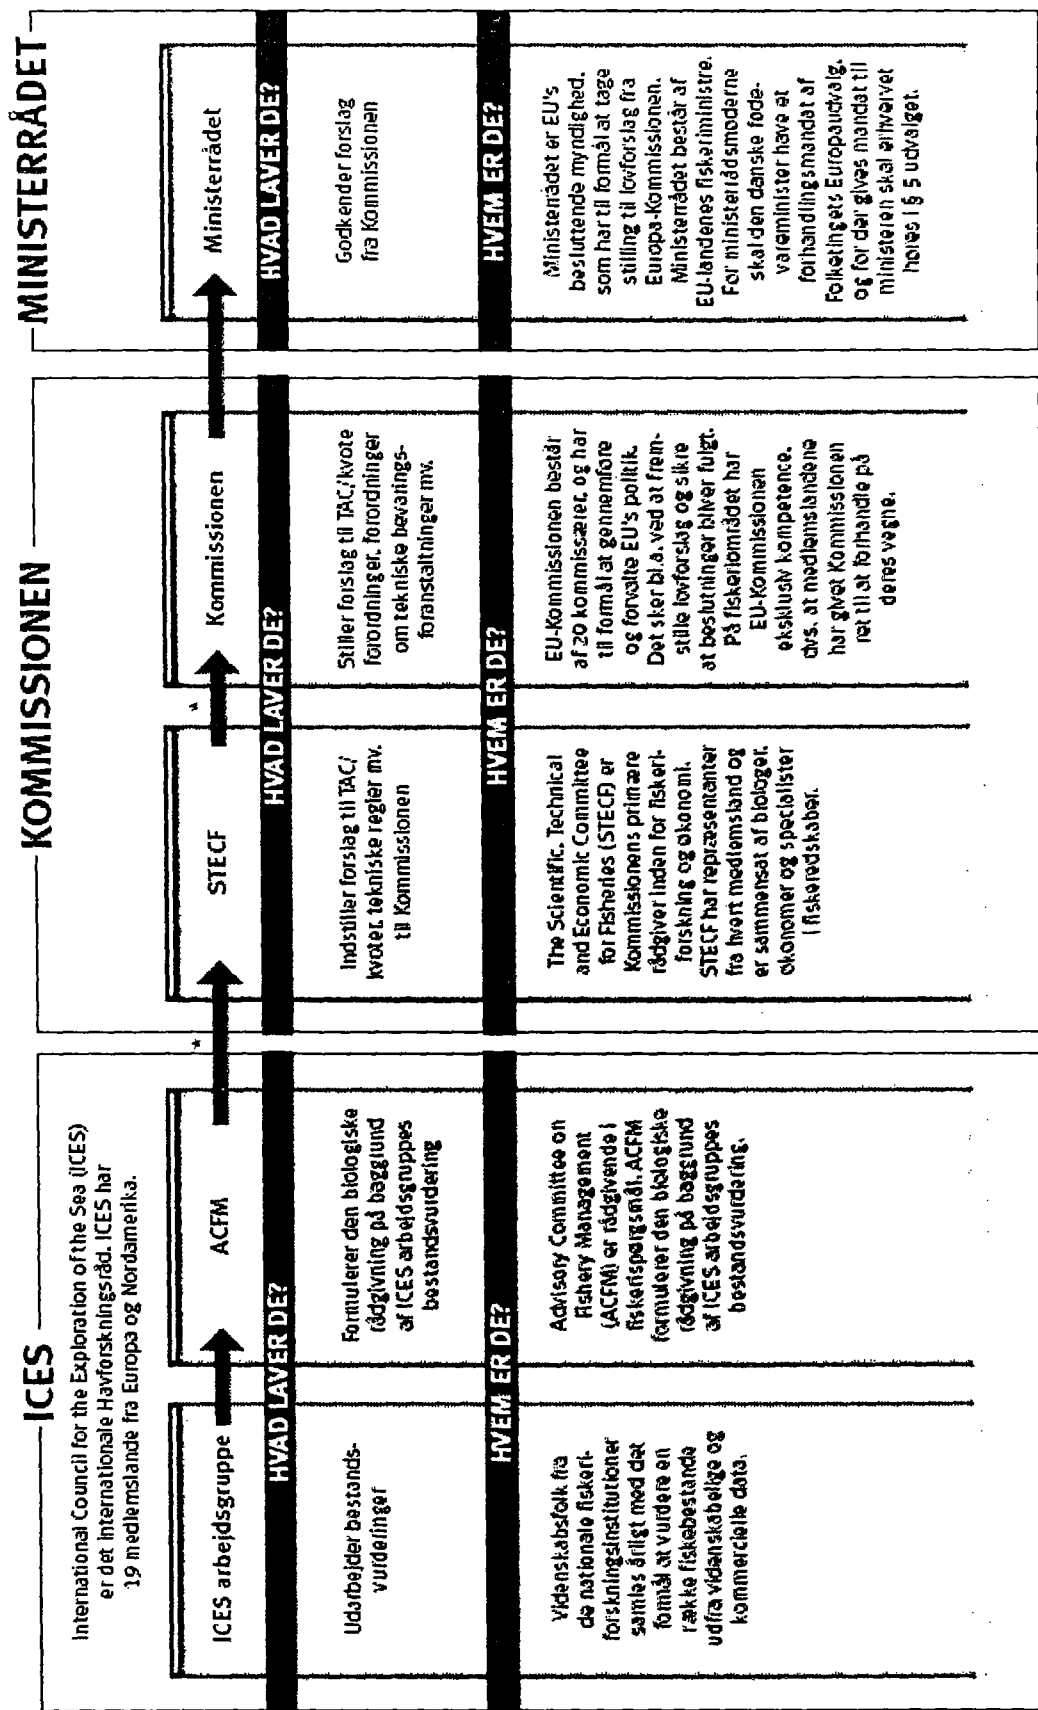 ICES
International Council for the Exploration of the Sea (ICES)
er det Internationale Havforskningsråd. ICES har
19 medlemslande fra Europa og Nordamerika.
ICES arbejdsgruppe
HVAD LAVER DE?
Udarbejder bestands-
vurderinger
HVEM ER DE?
Videnskabsfolk fra
de nationale fiskeri-
forskningsinstitutioner
samles årligt med det
formål at vurdere en
række fiskebestande
udfra videnskabelige og
kommercielle data.
ACFM
Formulerer den biologiske
rådgivning på baggrund
af ICES arbejdsgruppes
bestandsvurdering
Advisory Committee on
Fishery Management
(ACFM) er rådgivende i
fiskerispørgsmål. ACFM
formulerer den biologiske
rådgivning på baggrund
af ICES arbejdsgruppes
bestandsvurdering.
*
KOMMISSIONEN
STECF
HVAD LAVER DE?
Indstiller forslag til TAC/
kvoter, tekniske regler mv.
til Kommissionen
HVEM ER DE?
The Scientific, Technical
and Economic Committee
for Fisheries (STECF) er
Kommissionens primære
rådgiver inden for fiskeri-
forskning og økonomi.
STECF har repræsentanter
fra hvert medlemsland og
er sammensat af biologer,
økonomer og specialister
i fiskeredskaber.
*
Kommissionen
Stiller forslag til TAC/kvote
forordninger, forordninger
om tekniske bevarings-
foranstaltninger mv.
EU-Kommissionen består
af 20 kommissærer, og har
til formål at gennemføre
og forvalte EU's politik.
Det sker bl.a. ved at frem-
stille lovforslag og sikre
at beslutninger bliver fulgt.
På fiskeriområdet har
EU-Kommissionen
eksklusiv kompetence,
dvs. at medlemslandene
har givet Kommissionen
ret til at forhandle på
deres vegne.
MINISTERRÅDET
Ministerrådet
HVAD LAVER DE?
Godkender forslag
fra Kommissionen
HVEM ER DE?
Ministerrådet er EU's
besluttende myndighed,
som har til formål at tage
stilling til lovforslag fra
Europa-Kommissionen.
Ministerrådet består af
EU-landenes fiskeriministre.
For ministerrådsmøderne
skal den danske føde-
vareminister have et
forhandlingsmandat af
Folketingets Europaudvalg,
og før der gives mandat til
ministeren skal erhvervet
høres i § 5 udvalget.